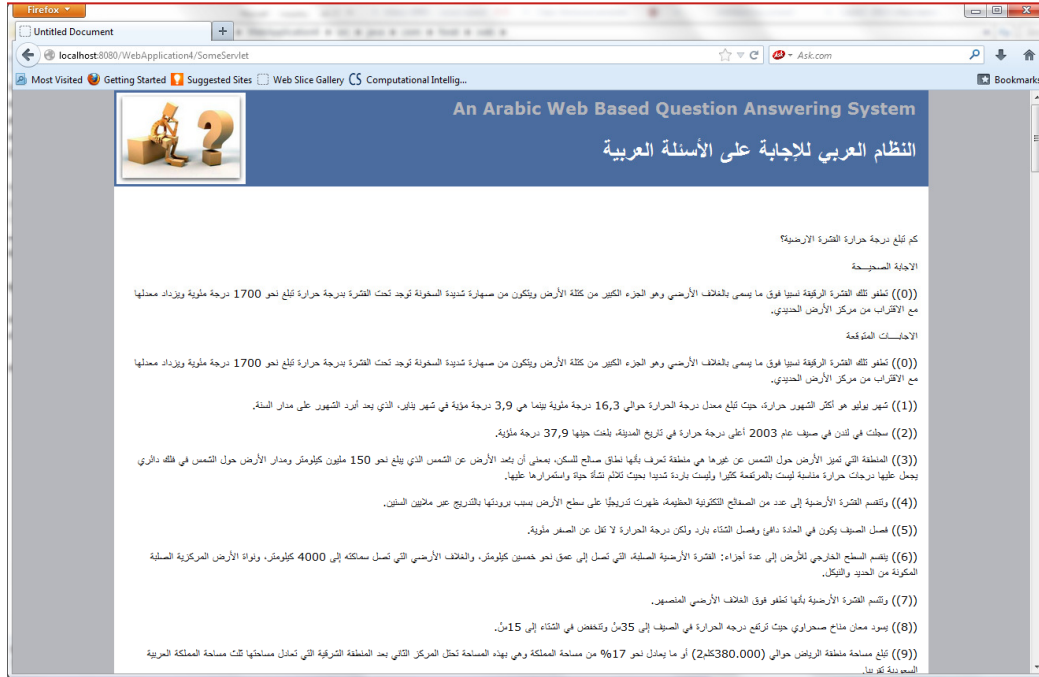 Firefox
Untitled Document
+
localhost:8080/WebApplication4/SomeServlet
Ask.com
Most Visited Getting Started Suggested Sites Web Slice Gallery CS Computational Intellig...
Bookmarks
An Arabic Web Based Question Answering System
النظام العربي للإجابة على الأسئلة العربية
كم تبلغ درجة حرارة القشرة الارضية؟
الاجابة الصحيـــحة
((0)) تطفو تلك القشرة الرقيقة نسبيا فوق ما يسمى بالغلاف الأرضي وهو الجزء الكبير من كتلة الأرض ويتكون من صهارة شديدة السخونة توجد تحت القشرة بدرجة حرارة تبلغ نحو 1700 درجة مئوية ويزداد معدلها
مع الاقتراب من مركز الأرض الحديدي.
الاجابـــات المتوقعة
((0)) تطفو تلك القشرة الرقيقة نسبيا فوق ما يسمى بالغلاف الأرضي وهو الجزء الكبير من كتلة الأرض ويتكون من صهارة شديدة السخونة توجد تحت القشرة بدرجة حرارة تبلغ نحو 1700 درجة مئوية ويزداد معدلها
مع الاقتراب من مركز الأرض الحديدي.
((1)) شهر يوليو هو أكثر الشهور حرارة، حيث تبلغ معدل درجة الحرارة حوالي 16,3 درجة مئوية بينما هي 3,9 درجة مؤية في شهر يناير، الذي يعد أبرد الشهور على مدار السنة.
((2)) سجلت في لندن في صيف عام 2003 أعلى درجة حرارة في تاريخ المدينة، بلغت حينها 37,9 درجة مئؤية.
((3)) المنطقة التي تميز الأرض حول الشمس عن غيرها هي منطقة تعرف بأنها نطاق صالح للسكن، بمعنى أن بعد الأرض عن الشمس الذي يبلغ نحو 150 مليون كيلومتر ومدار الأرض حول الشمس في فلك دائري
يجعل عليها درجات حرارة مناسبة ليست بالمرتفعة كثيرا وليست باردة شديدا بحيث تلائم نشأة حياة واستمرارها عليها.
((4)) وتنقسم القشرة الأرضية إلى عدد من الصفائح التكتونية العظيمة، ظهرت تدريجيًا على سطح الأرض بسبب برودتها بالتدريج عبر ملايين السنين.
((5)) فصل الصيف يكون في العادة دافئ وفصل الشتاء بارد ولكن درجة الحرارة لا تقل عن الصفر مئوية.
((6)) ينقسم السطح الخارجي للأرض إلى عدة أجزاء: القشرة الأرضية الصلبة، التي تصل إلى عمق نحو خمسين كيلومتر، والغلاف الأرضي التي تصل سماكته إلى 4000 كيلومتر، ونواة الأرض المركزية الصلبة
المكونة من الحديد والنيكل.
((7)) وتتسم القشرة الأرضية بأنها تطفو فوق الغلاف الأرضي المنصهر.
((8)) يسود معان مناخ صحراوي حيث ترتفع درجه الحرارة في الصيف إلى 35سْ وتنخفض في الشتاء إلى 15سْ.
((9)) تبلغ مساحة منطقة الرياض حوالي (380.000كلم2) أو ما يعادل نحو 17% من مساحة المملكة وهي بهذه المساحة تحتل المركز الثاني بعد المنطقة الشرقية التي تعادل مساحتها ثلث مساحة المملكة العربية
السعودية تقريبا.